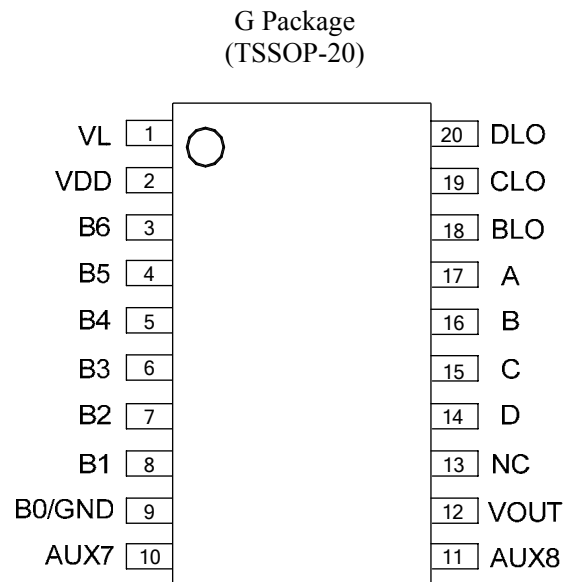 G Package
(TSSOP-20)
VL 1 20 DLO
VDD 2 19 CLO
B6 3 18 BLO
B5 4 17 A
B4 5 16 B
B3 6 15 C
B2 7 14 D
B1 8 13 NC
B0/GND 9 12 VOUT
AUX7 10 11 AUX8